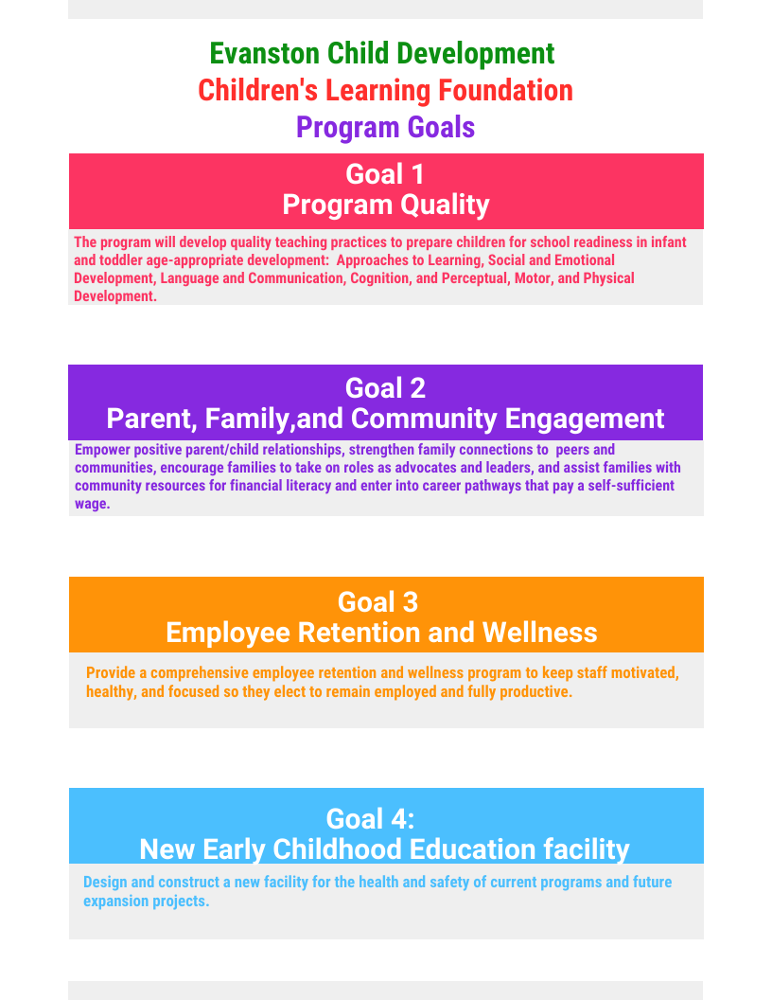 Evanston Child Development
Children's Learning Foundation
Program Goals
Goal 1
Program Quality
The program will develop quality teaching practices to prepare children for school readiness in infant
and toddler age-appropriate development:  Approaches to Learning, Social and Emotional
Development, Language and Communication, Cognition, and Perceptual, Motor, and Physical
Development.
Goal 2
Parent, Family,and Community Engagement
Empower positive parent/child relationships, strengthen family connections to  peers and
communities, encourage families to take on roles as advocates and leaders, and assist families with
community resources for financial literacy and enter into career pathways that pay a self-sufficient
wage.
Goal 3
Employee Retention and Wellness
Provide a comprehensive employee retention and wellness program to keep staff motivated,
healthy, and focused so they elect to remain employed and fully productive.
Goal 4:
New Early Childhood Education facility
Design and construct a new facility for the health and safety of current programs and future
expansion projects.